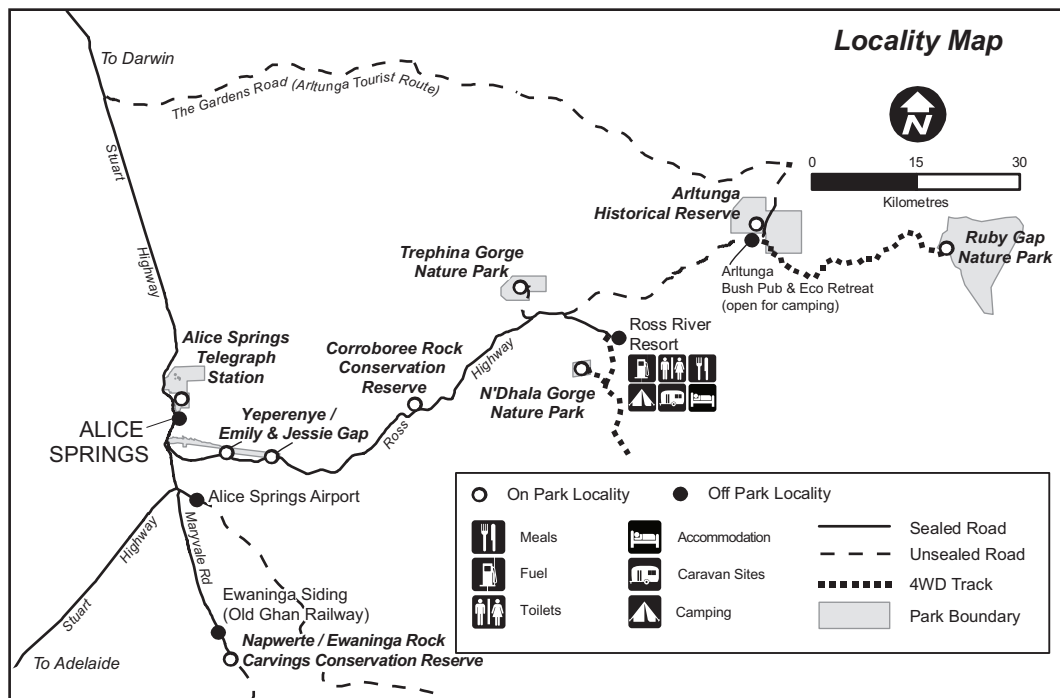 Locality Map
To Darwin
The Gardens Road (Arltunga Tourist Route)
N
0 15 30
Kilometres
Stuart
Highway
Arltunga
Historical Reserve
Ruby Gap
Nature Park
Trephina Gorge
Nature Park
Arltunga
Bush Pub & Eco Retreat
(open for camping)
Alice Springs
Telegraph
Station
Corroboree Rock
Conservation
Reserve
Highway
Ross
Ross River
Resort
N'Dhala Gorge
Nature Park
ALICE
SPRINGS
Yeperenye /
Emily & Jessie Gap
Alice Springs Airport
Highway
Stuart
Maryvale Rd
Ewaninga Siding
(Old Ghan Railway)
Napwerte / Ewaninga Rock
Carvings Conservation Reserve
To Adelaide
On Park Locality
Off Park Locality
Meals
Accommodation
Sealed Road
Fuel
Caravan Sites
Unsealed Road
Toilets
Camping
4WD Track
Park Boundary